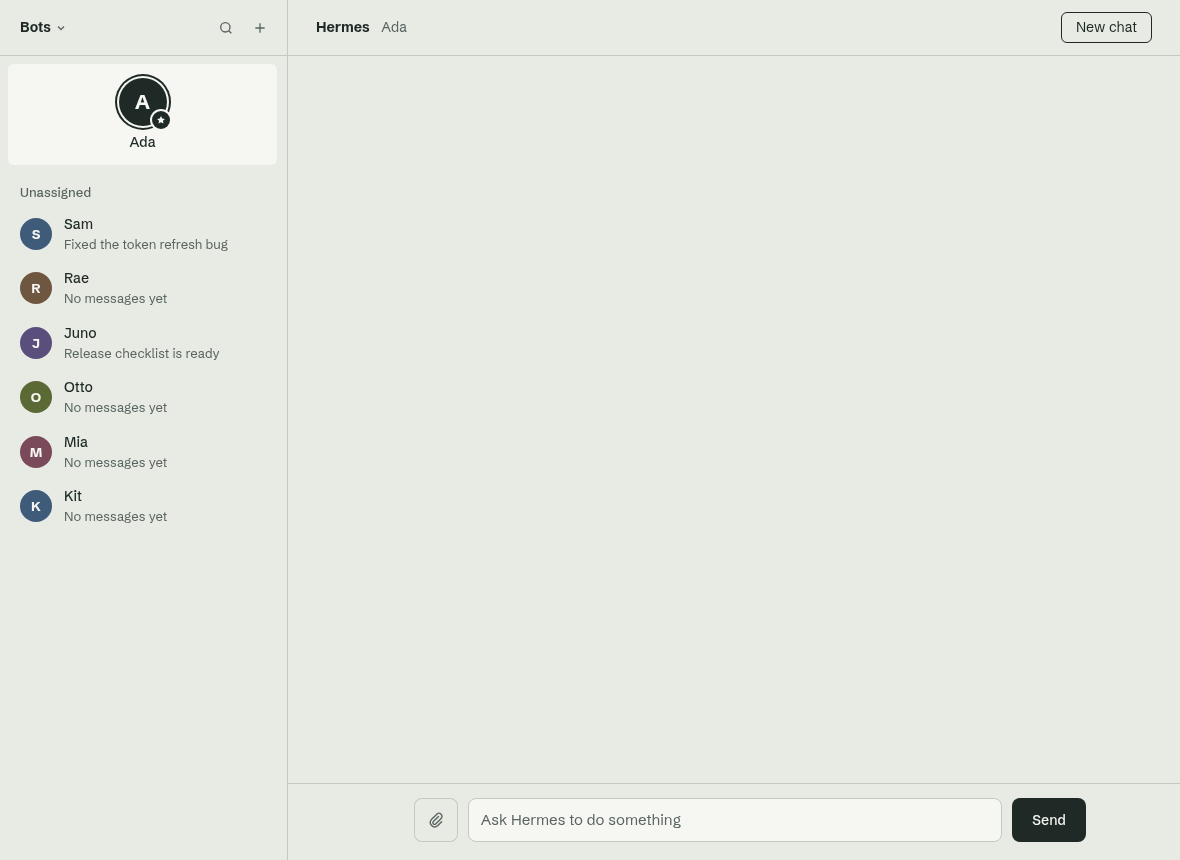 Bots
A
Ada
Unassigned
S
Sam
Fixed the token refresh bug
R
Rae
No messages yet
J
Juno
Release checklist is ready
O
Otto
No messages yet
M
Mia
No messages yet
K
Kit
No messages yet
Hermes Ada
New chat
Ask Hermes to do something
Send